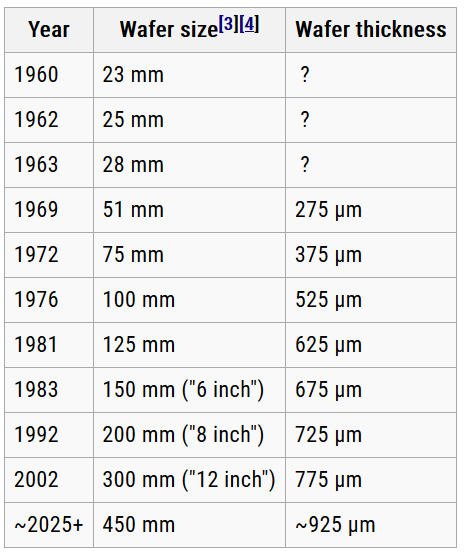 Year Wafer size[3][4] Wafer thickness
1960 23 mm ?
1962 25 mm ?
1963 28 mm ?
1969 51 mm 275 μm
1972 75 mm 375 μm
1976 100 mm 525 μm
1981 125 mm 625 μm
1983 150 mm ("6 inch") 675 μm
1992 200 mm ("8 inch") 725 μm
2002 300 mm ("12 inch") 775 μm
~2025+ 450 mm ~925 μm